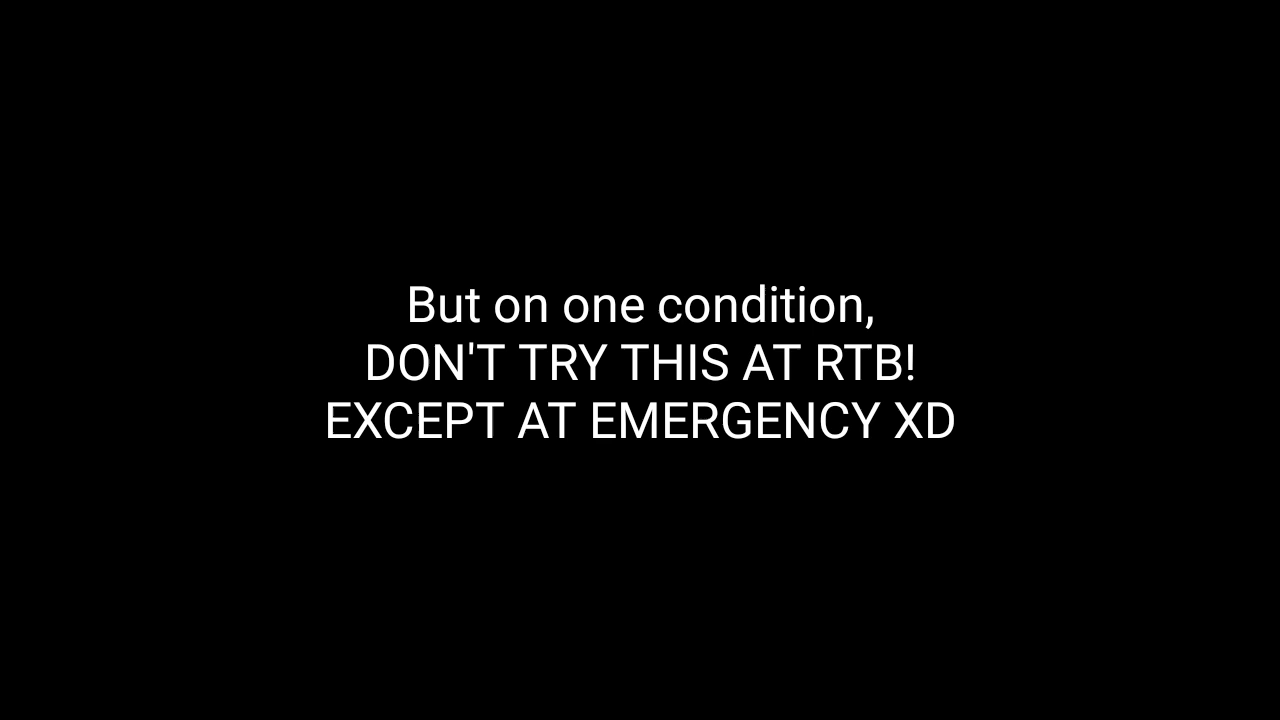 But on one condition,
DON'T TRY THIS AT RTB!
EXCEPT AT EMERGENCY XD